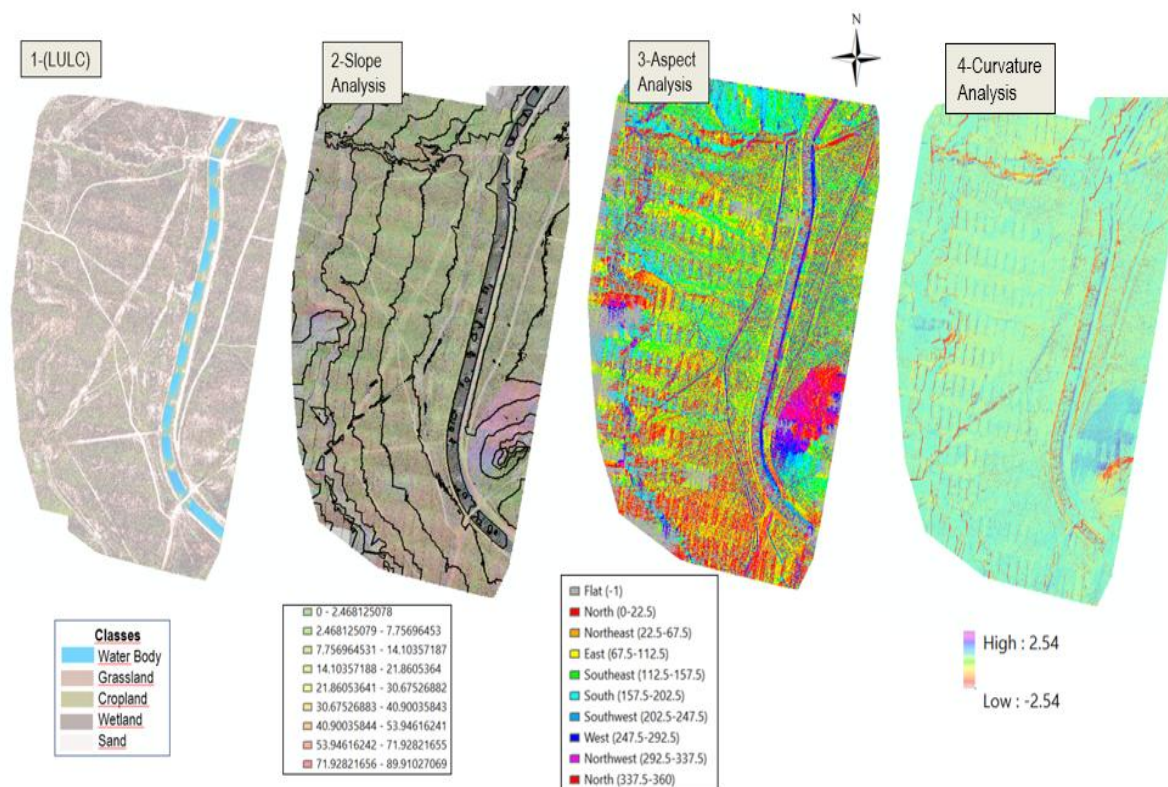 1-(LULC)
2-Slope
Analysis
3-Aspect
Analysis
N
4-Curvature
Analysis
Classes
Water Body
Grassland
Cropland
Wetland
Sand
0 - 2.468125078
2.468125079 - 7.75696453
7.756964531 - 14.10357187
14.10357188 - 21.8605364
21.86053641 - 30.67526882
30.67526883 - 40.90035843
40.90035844 - 53.94616241
53.94616242 - 71.92821655
71.92821656 - 89.91027069
Flat (-1)
North (0-22.5)
Northeast (22.5-67.5)
East (67.5-112.5)
Southeast (112.5-157.5)
South (157.5-202.5)
Southwest (202.5-247.5)
West (247.5-292.5)
Northwest (292.5-337.5)
North (337.5-360)
High : 2.54
Low : -2.54